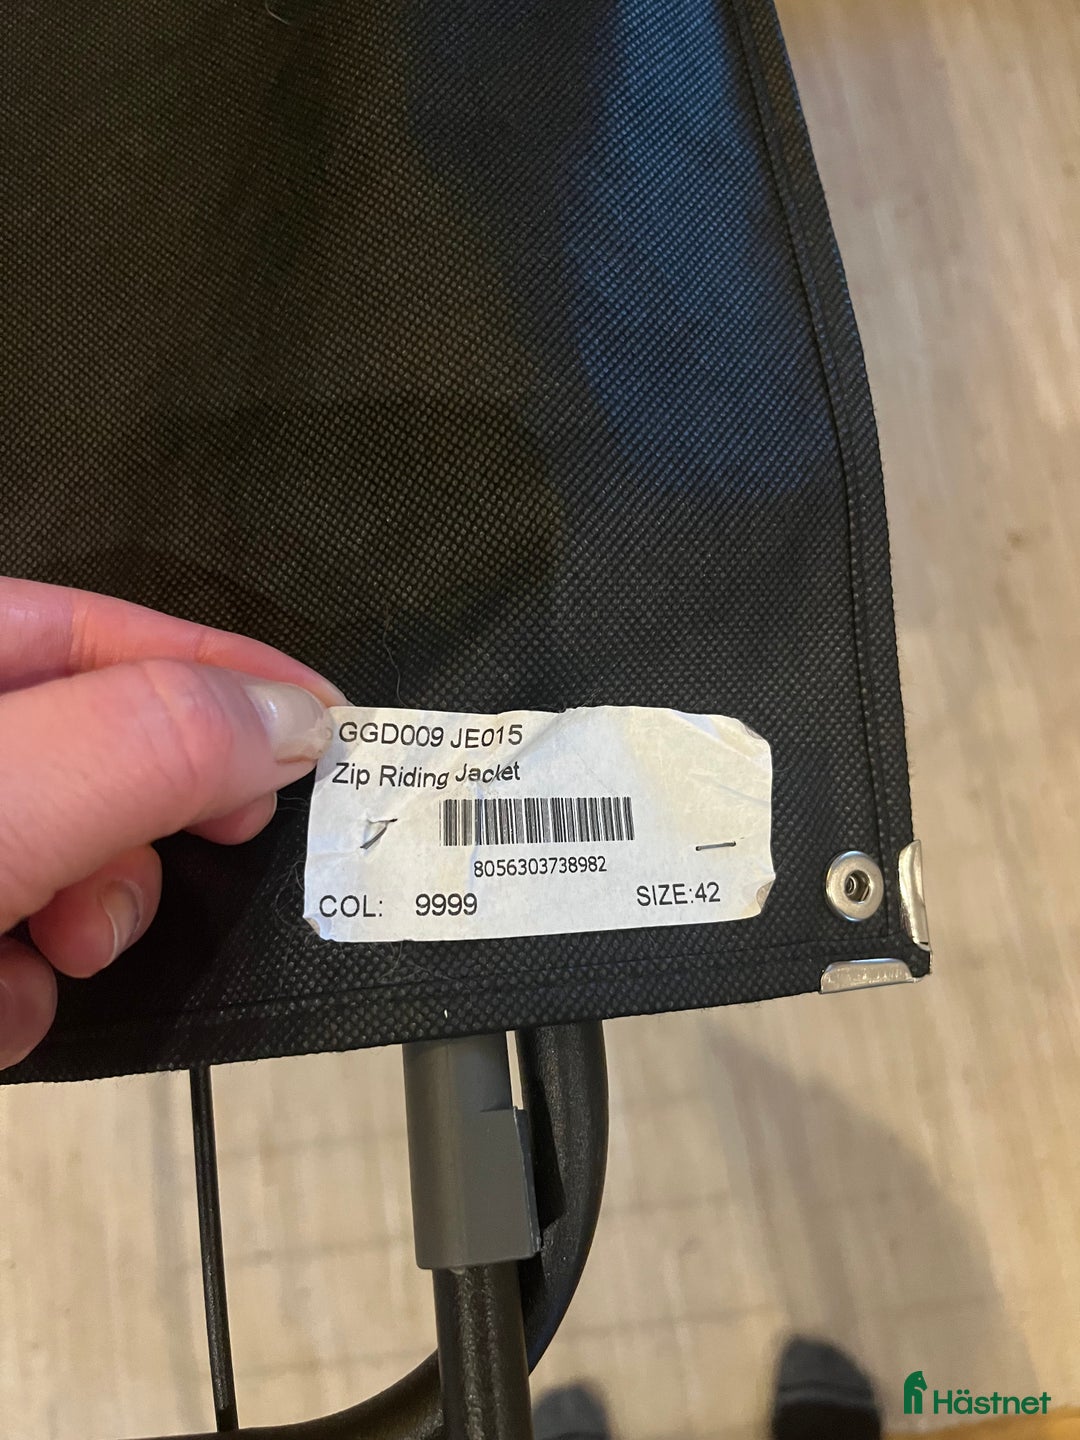 GGD009 JE015
Zip Riding Jacket
8056303738982
COL: 9999 SIZE:42
Hästnet